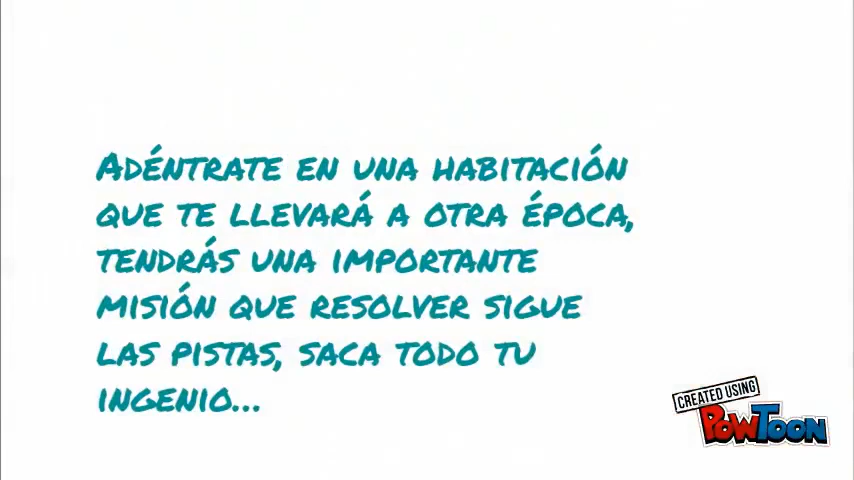 Adéntrate en una habitación
que te llevará a otra época,
tendrás una importante
misión que resolver sigue
las pistas, saca todo tu
ingenio...
CREATED USING
PowToon